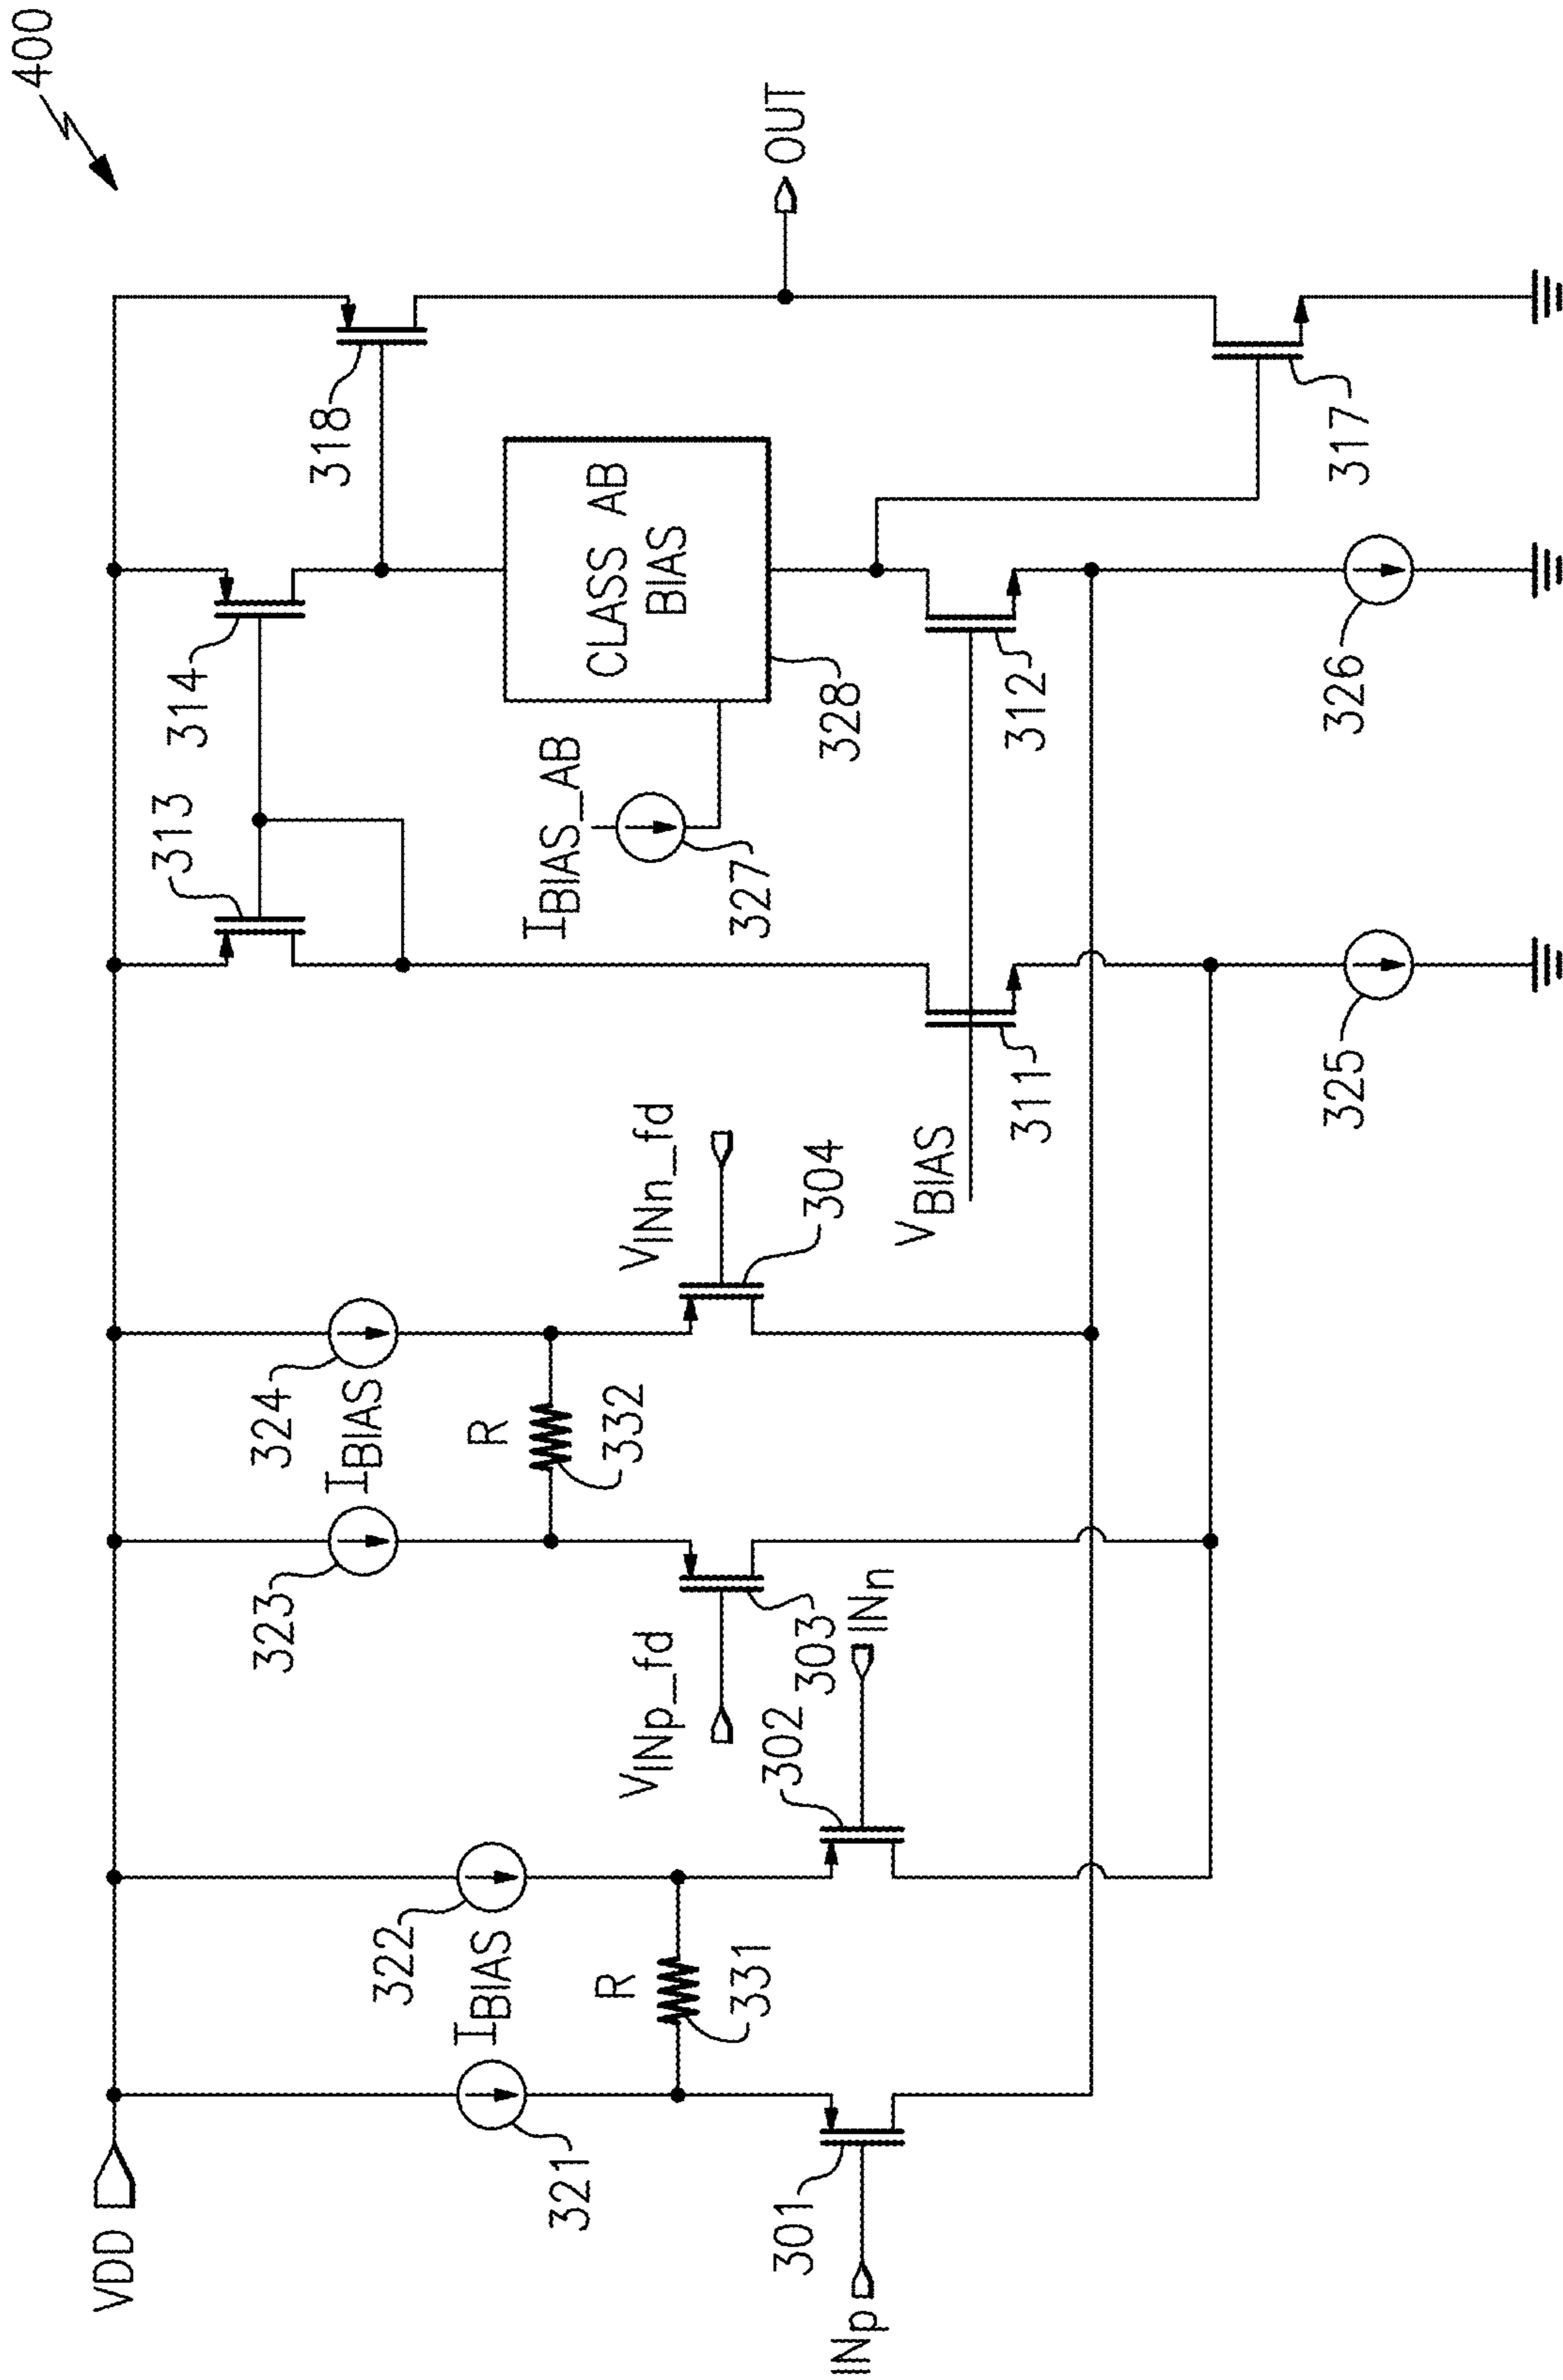 400
VDD
321
IBIAS
322
R
331
INp
301
302
INn
323
IBIAS
324
R
332
VINp_fd
303
VINn_fd
304
313
314
318
IBIAS_AB
327
CLASS AB
BIAS
328
OUT
VBIAS
311
312
317
325
326